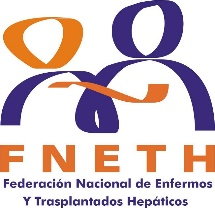 FNETH
Federación Nacional de Enfermos
Y Trasplantados Hepáticos